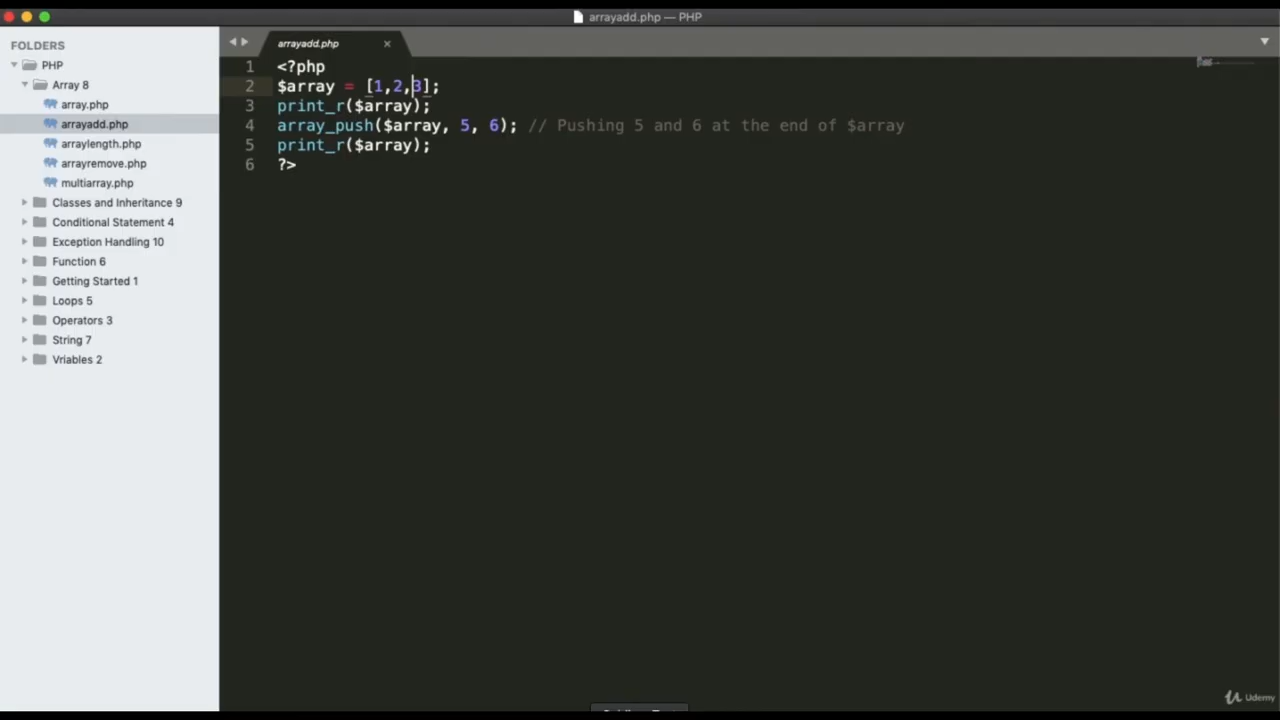 arrayadd.php — PHP
FOLDERS
PHP
Array 8
array.php
arrayadd.php
arraylength.php
arrayremove.php
multiarray.php
Classes and Inheritance 9
Conditional Statement 4
Exception Handling 10
Function 6
Getting Started 1
Loops 5
Operators 3
String 7
Vriables 2
arrayadd.php ×
1 <?php
2 $array = [1,2,3];
3 print_r($array);
4 array_push($array, 5, 6); // Pushing 5 and 6 at the end of $array
5 print_r($array);
6 ?>
Udemy